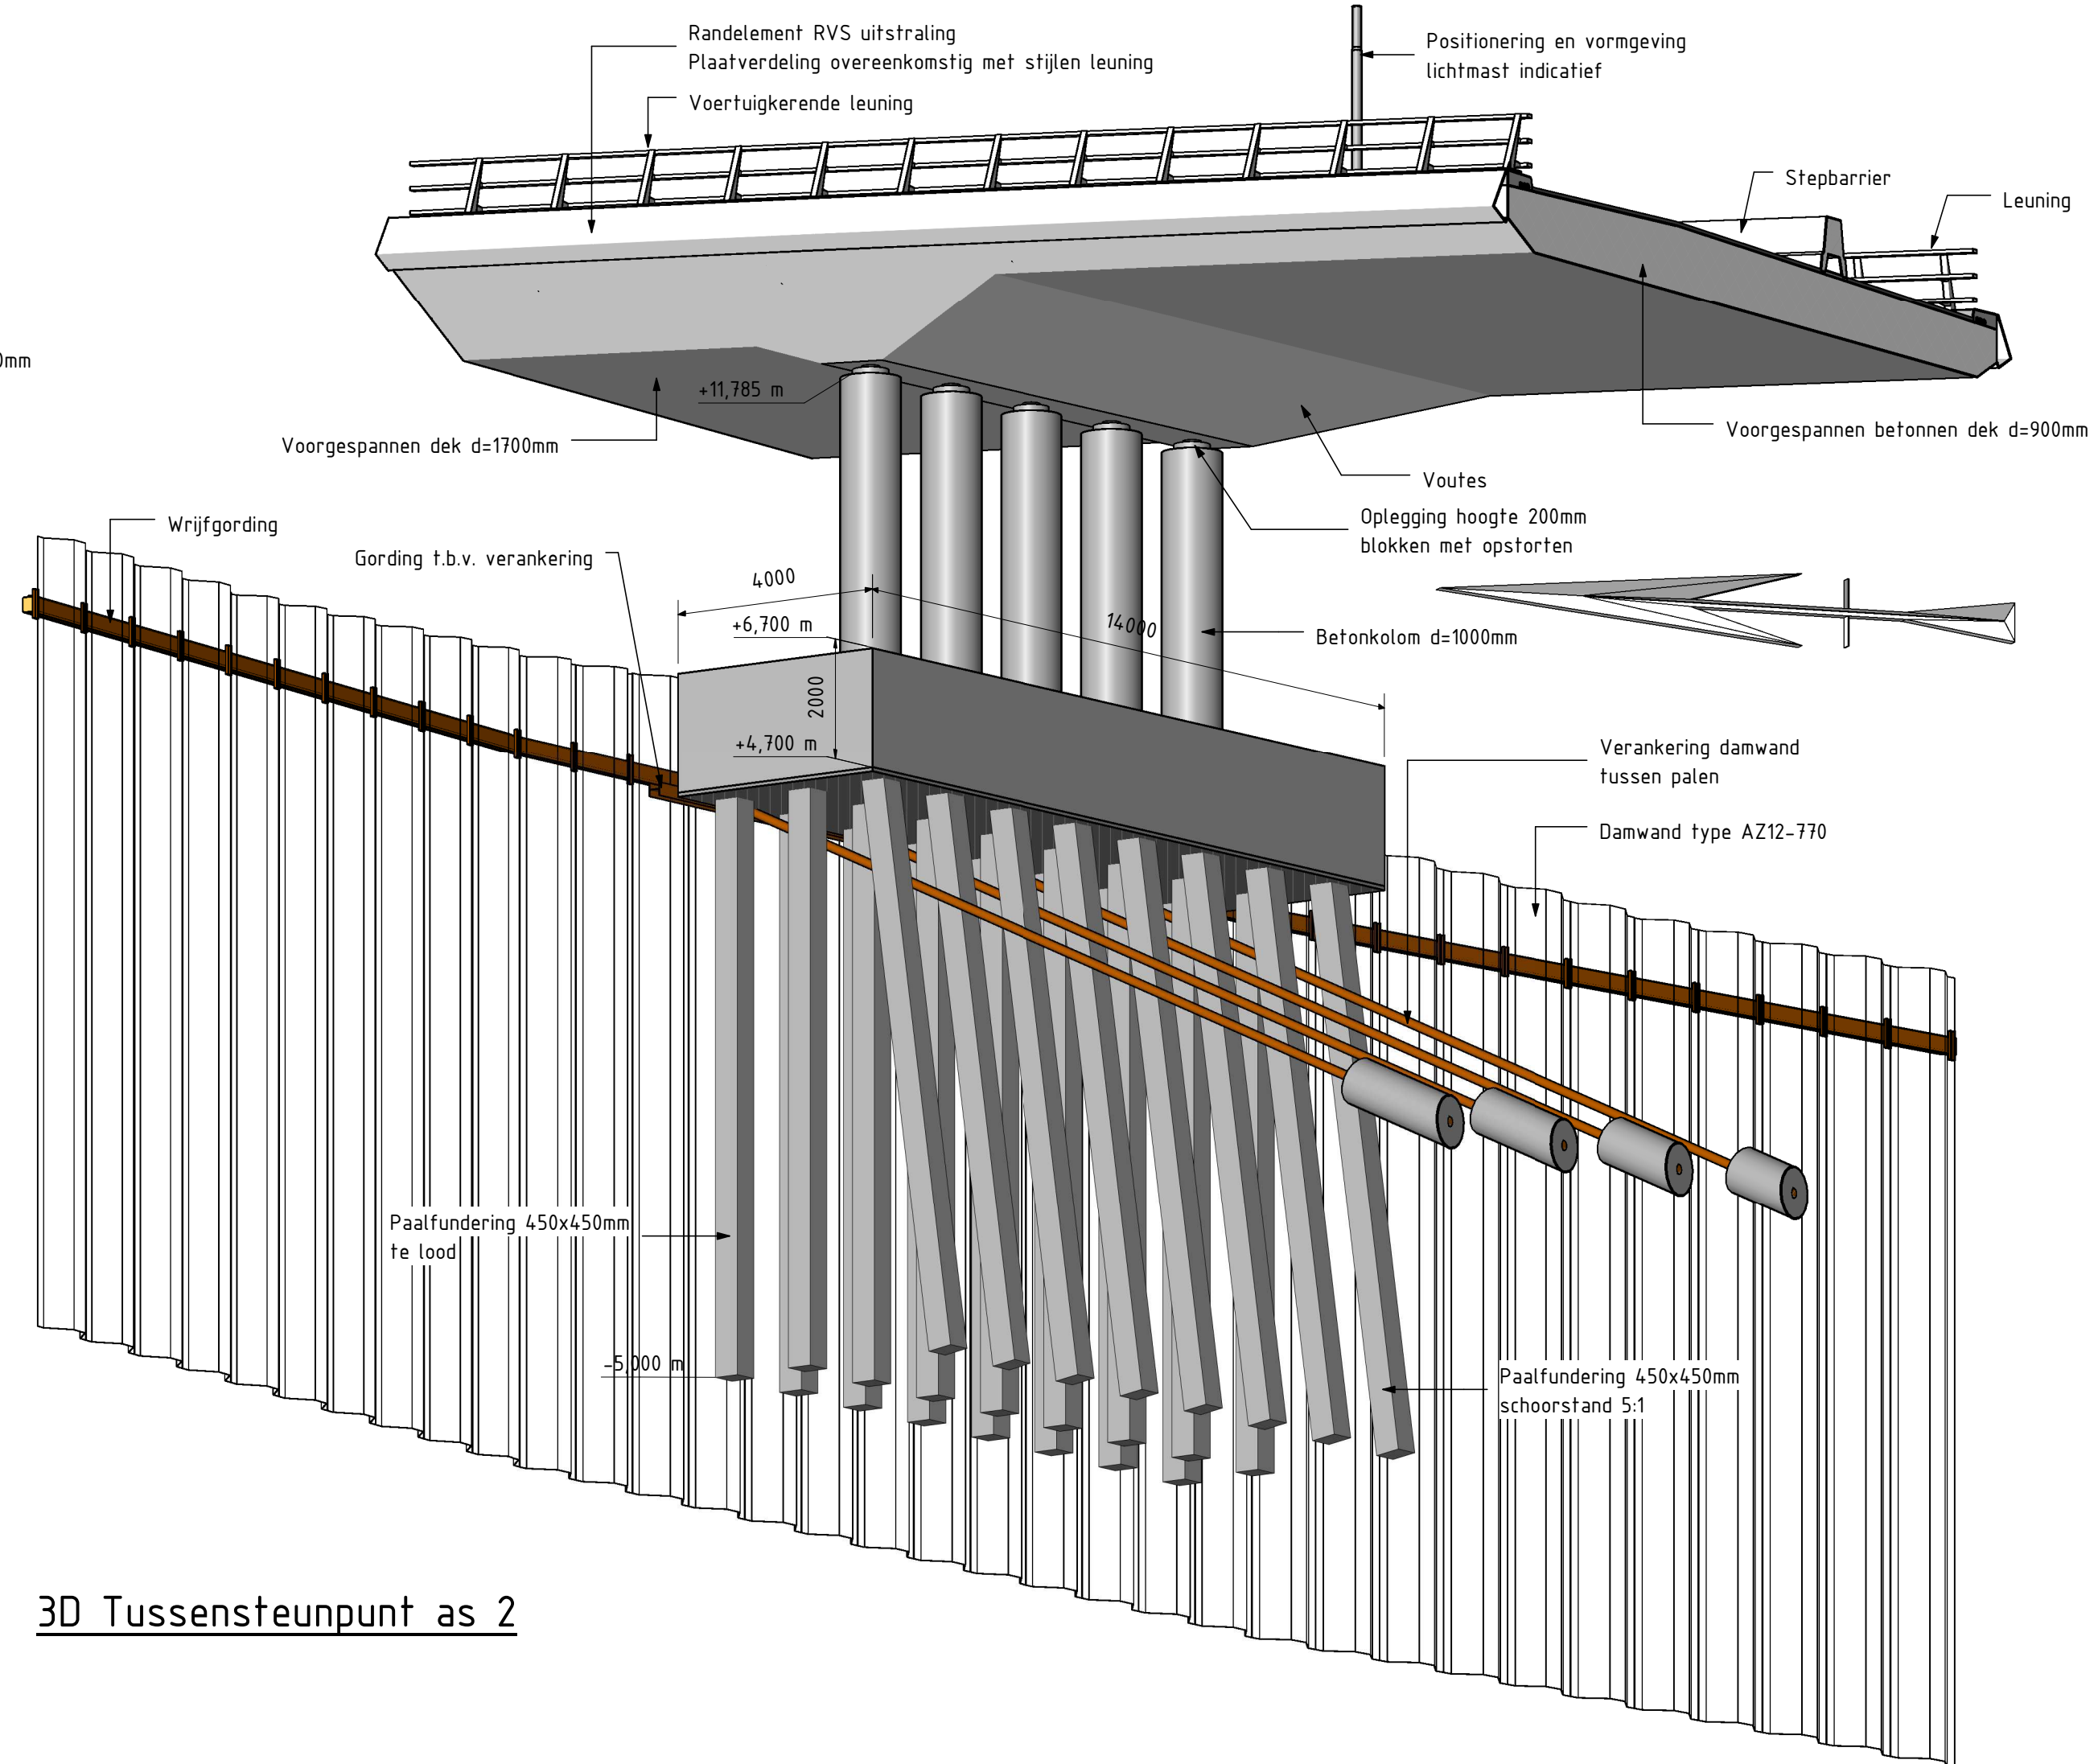 Randelement RVS uitstraling
Plaatverdeling overeenkomstig met stijlen leuning
Voertuigkerende leuning
Positionering en vormgeving
lichtmast indicatief
Stepbarrier
Leuning
0mm
+11,785 m
Voorgespannen dek d=1700mm
Voorgespannen betonnen dek d=900mm
Voutes
Oplegging hoogte 200mm
blokken met opstorten
Wrijfgording
Gording t.b.v. verankering
4000
14000
+6,700 m
Betonkolom d=1000mm
2000
+4,700 m
Verankering damwand
tussen palen
Damwand type AZ12-770
Paalfundering 450x450mm
te lood
-5,000 m
Paalfundering 450x450mm
schoorstand 5:1
3D Tussensteunpunt as 2